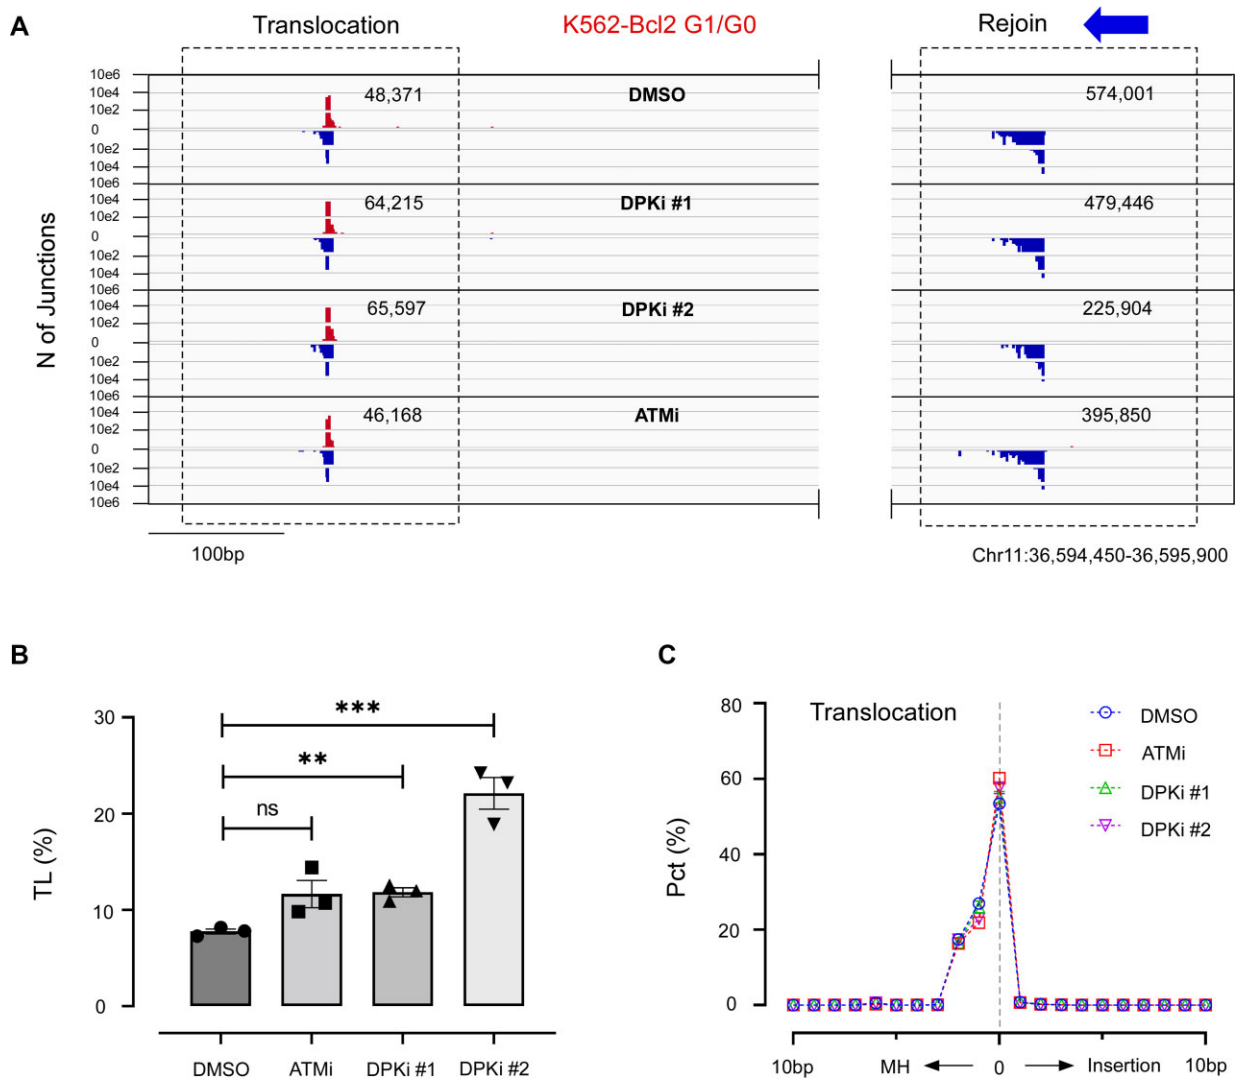 A
Translocation
K562-Bcl2 G1/G0
Rejoin
N of Junctions
10e6
10e4
10e2
0
10e2
10e4
10e6
48,371
DMSO
574,001
10e4
10e2
0
10e2
10e4
10e6
64,215
DPKi #1
479,446
10e4
10e2
0
10e2
10e4
10e6
65,597
DPKi #2
225,904
10e4
10e2
0
10e2
10e4
10e6
46,168
ATMi
395,850
100bp
Chr11:36,594,450-36,595,900
B
TL (%)
30
20
10
0
***
**
ns
DMSO
ATMi
DPKi #1
DPKi #2
C
Pct (%)
80
60
40
20
0
Translocation
DMSO
ATMi
DPKi #1
DPKi #2
10bp
MH
0
Insertion
10bp